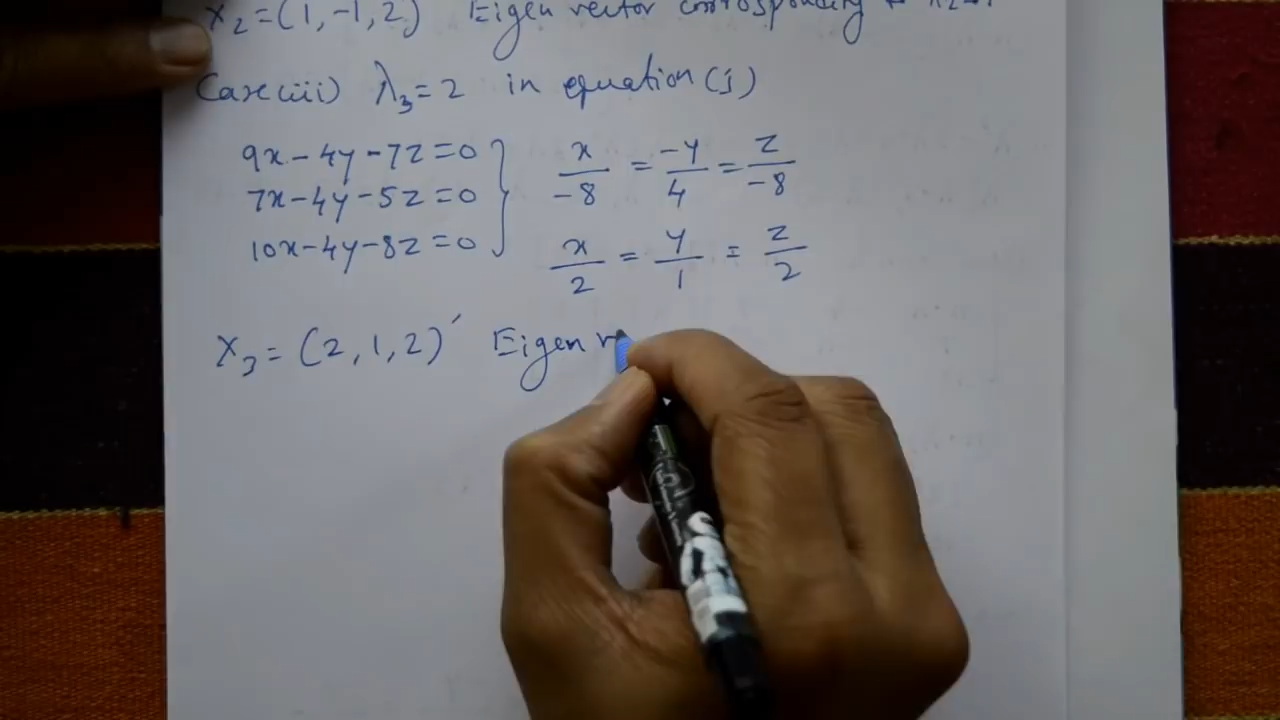 X₂ = (1, -1, 2) Eigen vector corrosponding
Case iii) λ₃ = 2 in equation (1)
9x - 4y - 7z = 0
7x - 4y - 5z = 0
10x - 4y - 8z = 0
x/-8 = -y/4 = z/-8
x/2 = y/1 = z/2
X₃ = (2, 1, 2)′ Eigen v